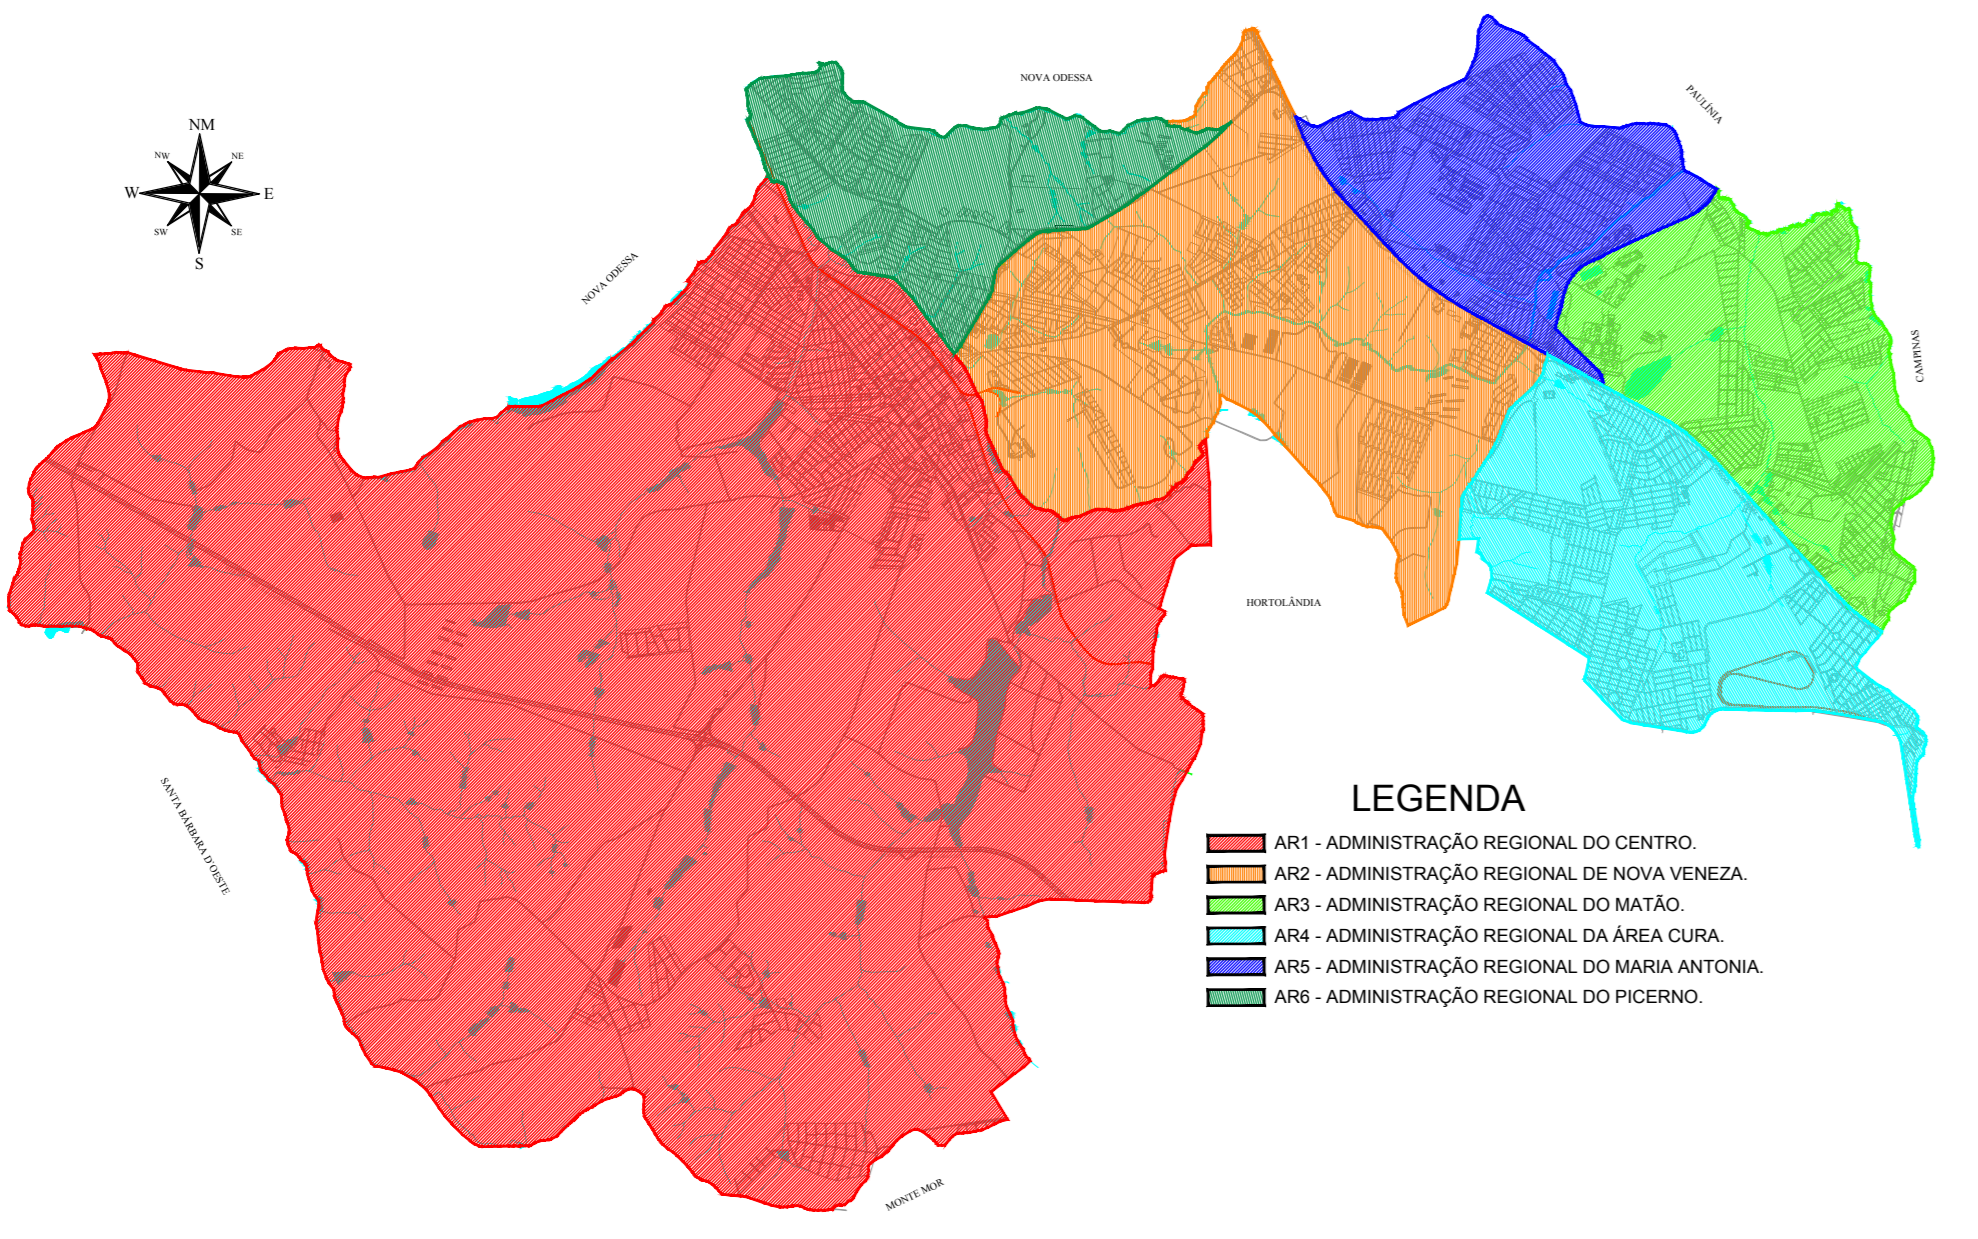 NOVA ODESSA
PAULÍNIA
NM
NW
NE
W
E
SW
SE
S
NOVA ODESSA
CAMPINAS
HORTOLÂNDIA
SANTA BÁRBARA D'OESTE
MONTE MOR
LEGENDA
AR1 - ADMINISTRAÇÃO REGIONAL DO CENTRO.
AR2 - ADMINISTRAÇÃO REGIONAL DE NOVA VENEZA.
AR3 - ADMINISTRAÇÃO REGIONAL DO MATÃO.
AR4 - ADMINISTRAÇÃO REGIONAL DA ÁREA CURA.
AR5 - ADMINISTRAÇÃO REGIONAL DO MARIA ANTONIA.
AR6 - ADMINISTRAÇÃO REGIONAL DO PICERNO.